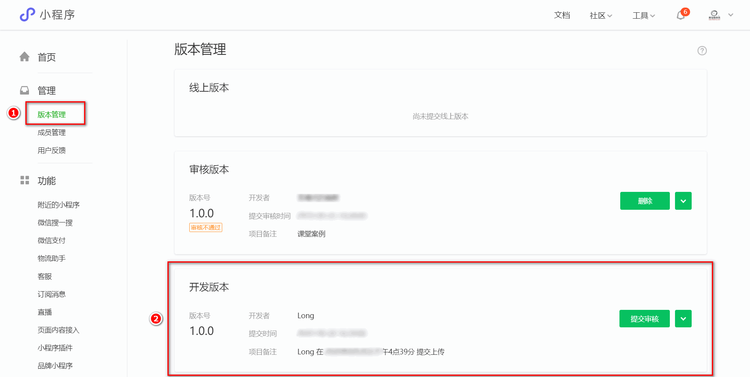 小程序
文档
社区
工具
6
首页
管理
1
版本管理
成员管理
用户反馈
功能
附近的小程序
微信搜一搜
微信支付
物流助手
客服
订阅消息
直播
页面内容接入
小程序插件
品牌小程序
版本管理
?
线上版本
尚未提交线上版本
审核版本
版本号
1.0.0
审核不通过
开发者
提交审核时间
项目备注 课堂案例
删除
2
开发版本
版本号
1.0.0
开发者 Long
提交时间
项目备注 Long 在 午4点39分 提交上传
提交审核